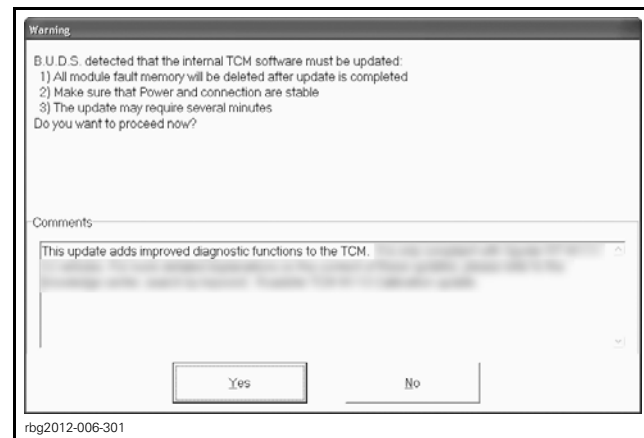 Warning
B.U.D.S. detected that the internal TCM software must be updated:
1) All module fault memory will be deleted after update is completed
2) Make sure that Power and connection are stable
3) The update may require several minutes
Do you want to proceed now?
Comments
This update adds improved diagnostic functions to the TCM.
Yes
No
rbg2012-006-301